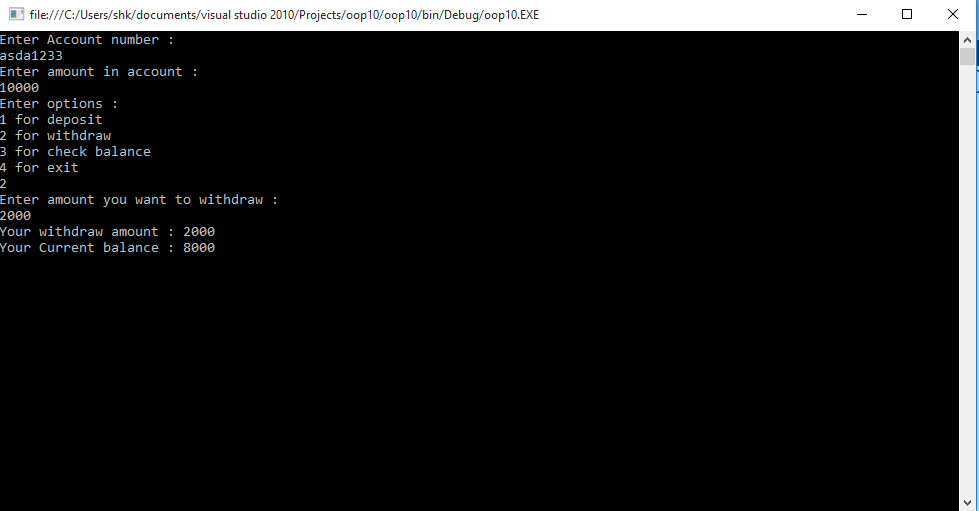 file:///C:/Users/shk/documents/visual studio 2010/Projects/oop10/oop10/bin/Debug/oop10.EXE
Enter Account number :
asda1233
Enter amount in account :
10000
Enter options :
1 for deposit
2 for withdraw
3 for check balance
4 for exit
2
Enter amount you want to withdraw :
2000
Your withdraw amount : 2000
Your Current balance : 8000